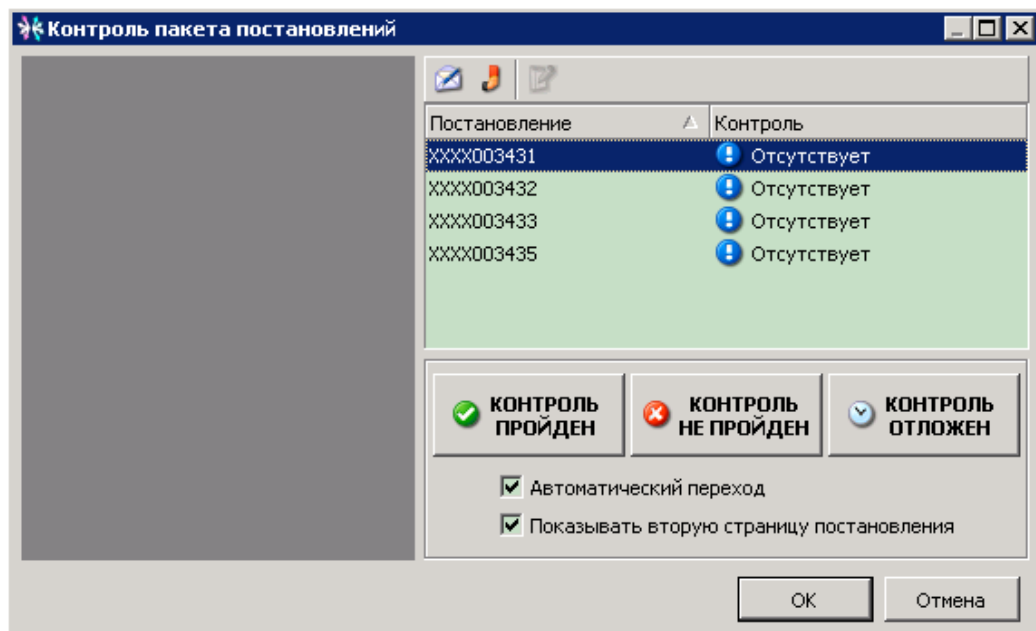 Контроль пакета постановлений
Постановление Контроль
XXXX003431 Отсутствует
XXXX003432 Отсутствует
XXXX003433 Отсутствует
XXXX003435 Отсутствует
КОНТРОЛЬ ПРОЙДЕН
КОНТРОЛЬ НЕ ПРОЙДЕН
КОНТРОЛЬ ОТЛОЖЕН
Автоматический переход
Показывать вторую страницу постановления
OK Отмена